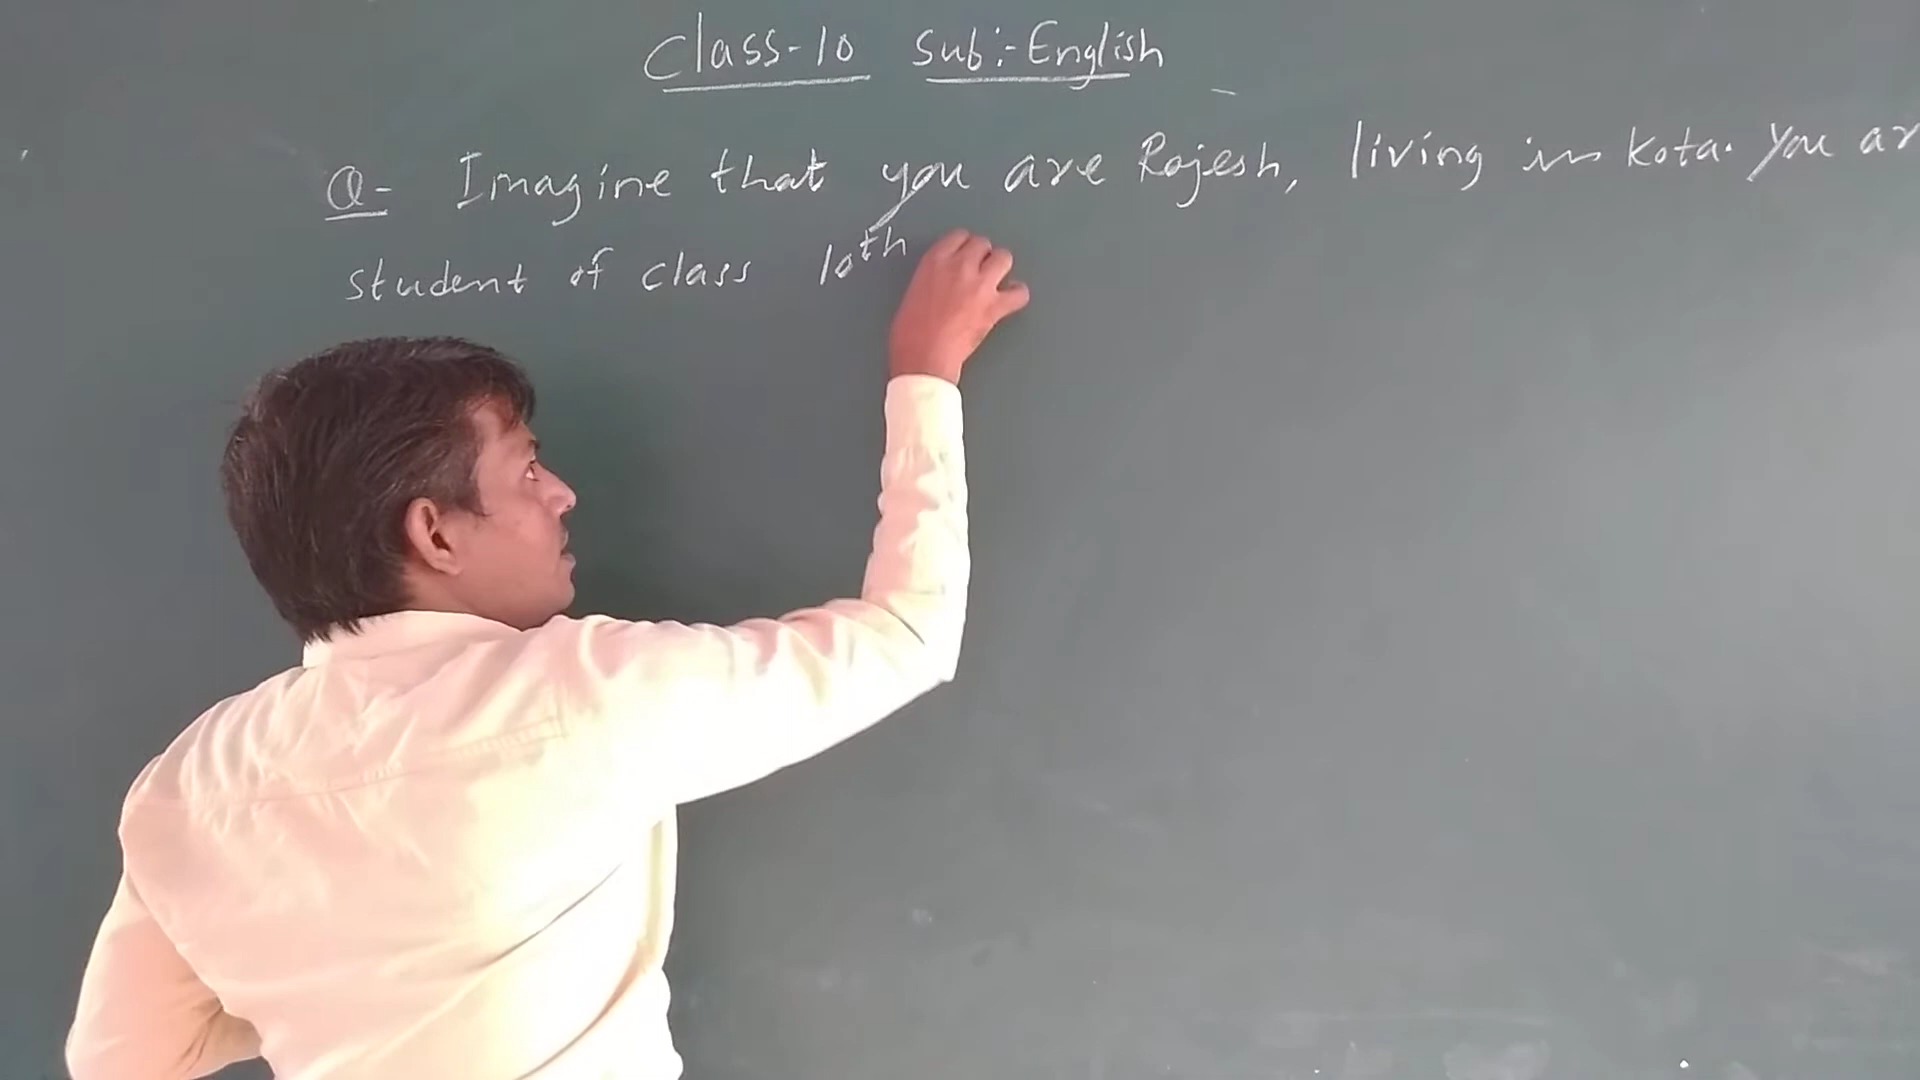 Class-10 Sub:-English
Q- Imagine that you are Rajesh, living in Kota. You ar
student of class 10th